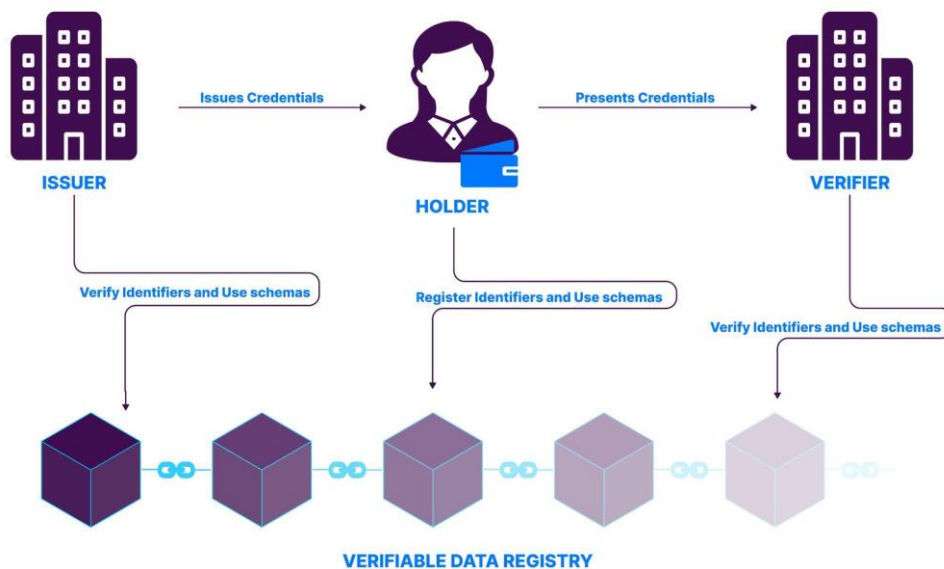 Issues Credentials
Presents Credentials
ISSUER
HOLDER
VERIFIER
Verify Identifiers and Use schemas
Register Identifiers and Use schemas
Verify Identifiers and Use schemas
VERIFIABLE DATA REGISTRY